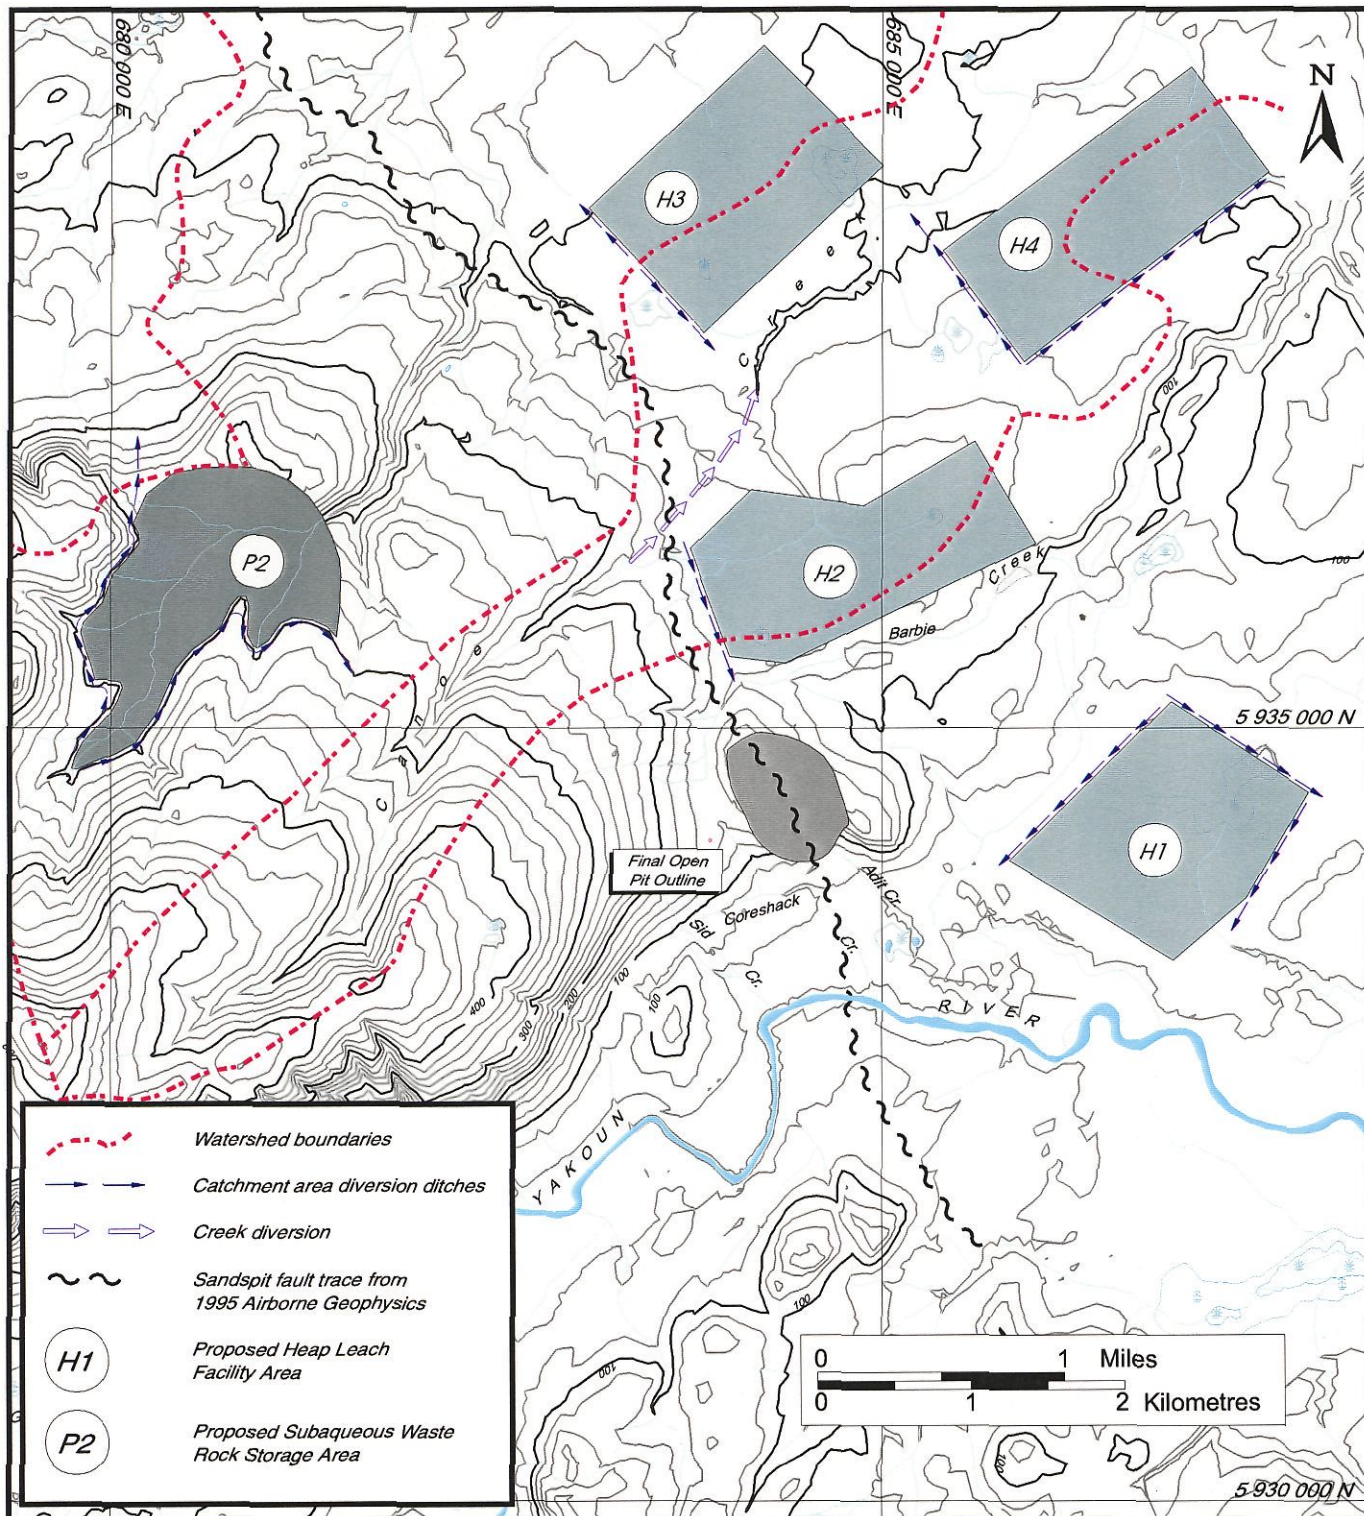 680 000 E
685 000 E
N
H3
H4
C r e e
P2
H2
Creek
Barbie
C a n o e
5 935 000 N
H1
Final Open
Pit Outline
Adit Cr.
Coreshack
Sid
Cr.
Cr.
100
100
100
100
200
300
400
RIVER
YAKOUN
100
100
100
Watershed boundaries
Catchment area diversion ditches
Creek diversion
Sandspit fault trace from
1995 Airborne Geophysics
H1
Proposed Heap Leach
Facility Area
P2
Proposed Subaqueous Waste
Rock Storage Area
0 1 Miles
0 1 2 Kilometres
5 930 000 N